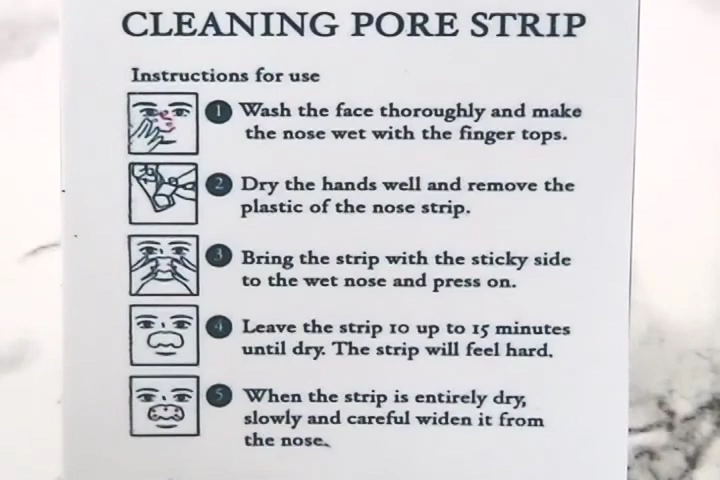 CLEANING PORE STRIP
Instructions for use
1 Wash the face thoroughly and make
the nose wet with the finger tops.
2 Dry the hands well and remove the
plastic of the nose strip.
3 Bring the strip with the sticky side
to the wet nose and press on.
4 Leave the strip 10 up to 15 minutes
until dry. The strip will feel hard.
5 When the strip is entirely dry,
slowly and careful widen it from
the nose.